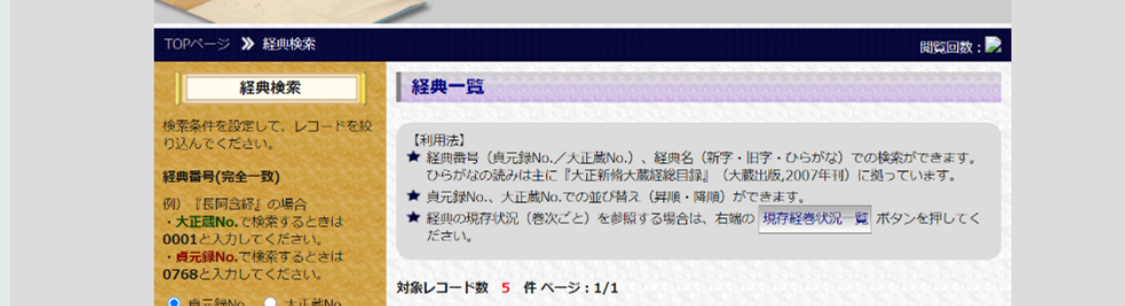 TOPページ 》 経典検索
閲覧回数：
経典検索
検索条件を設定して、レコードを絞
り込んでください。
経典番号(完全一致)
例）『長阿含経』の場合
・大正蔵No.で検索するときは
0001と入力してください。
・貞元録No.で検索するときは
0768と入力してください。
貞元録No. 大正蔵No.
経典一覧
【利用法】
★ 経典番号（貞元録No.／大正蔵No.）、経典名（新字・旧字・ひらがな）での検索ができます。
ひらがなの読みは主に『大正新脩大蔵経総目録』（大蔵出版,2007年刊）に拠っています。
★ 貞元録No.、大正蔵No.での並び替え（昇順・降順）ができます。
★ 経典の現存状況（巻次ごと）を参照する場合は、右端の 現存経巻状況一覧 ボタンを押してく
ださい。
対象レコード数 5 件 ページ：1/1